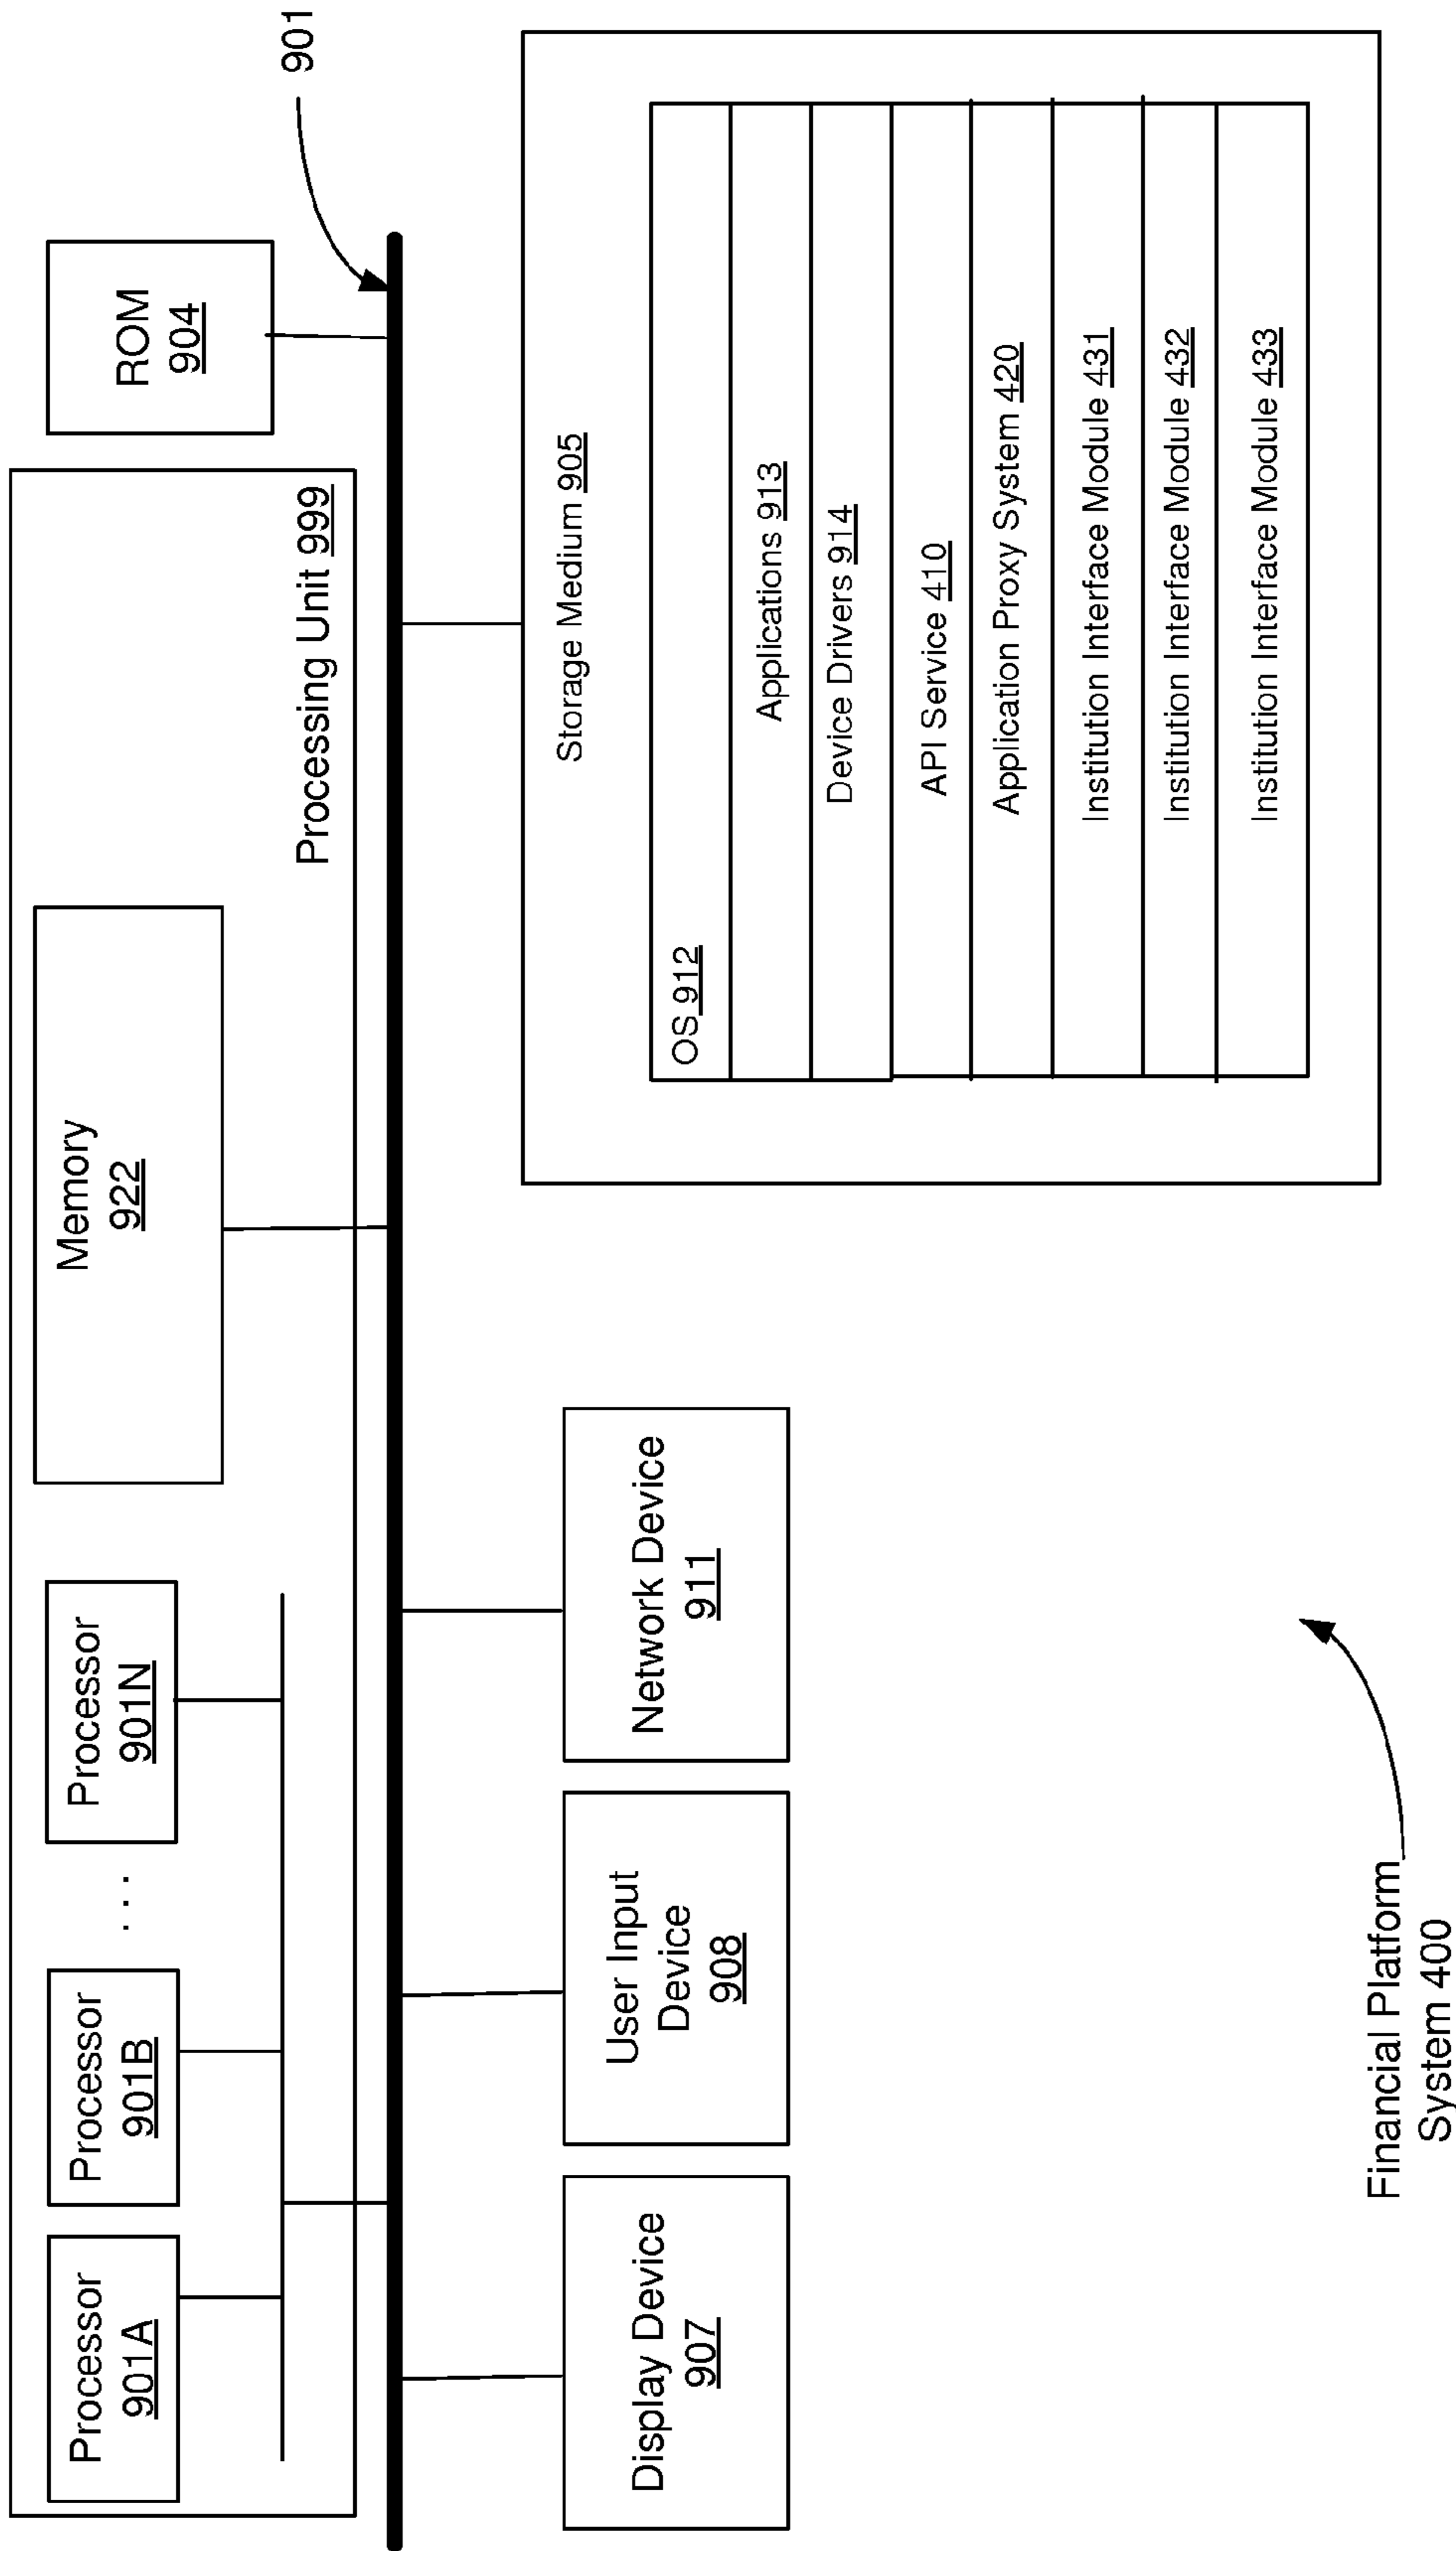 Processor
901A
Processor
901B
. . .
Processor
901N
Memory
922
Processing Unit 999
ROM
904
901
Display Device
907
User Input
Device
908
Network Device
911
Storage Medium 905
OS 912
Applications 913
Device Drivers 914
API Service 410
Application Proxy System 420
Institution Interface Module 431
Institution Interface Module 432
Institution Interface Module 433
Financial Platform
System 400